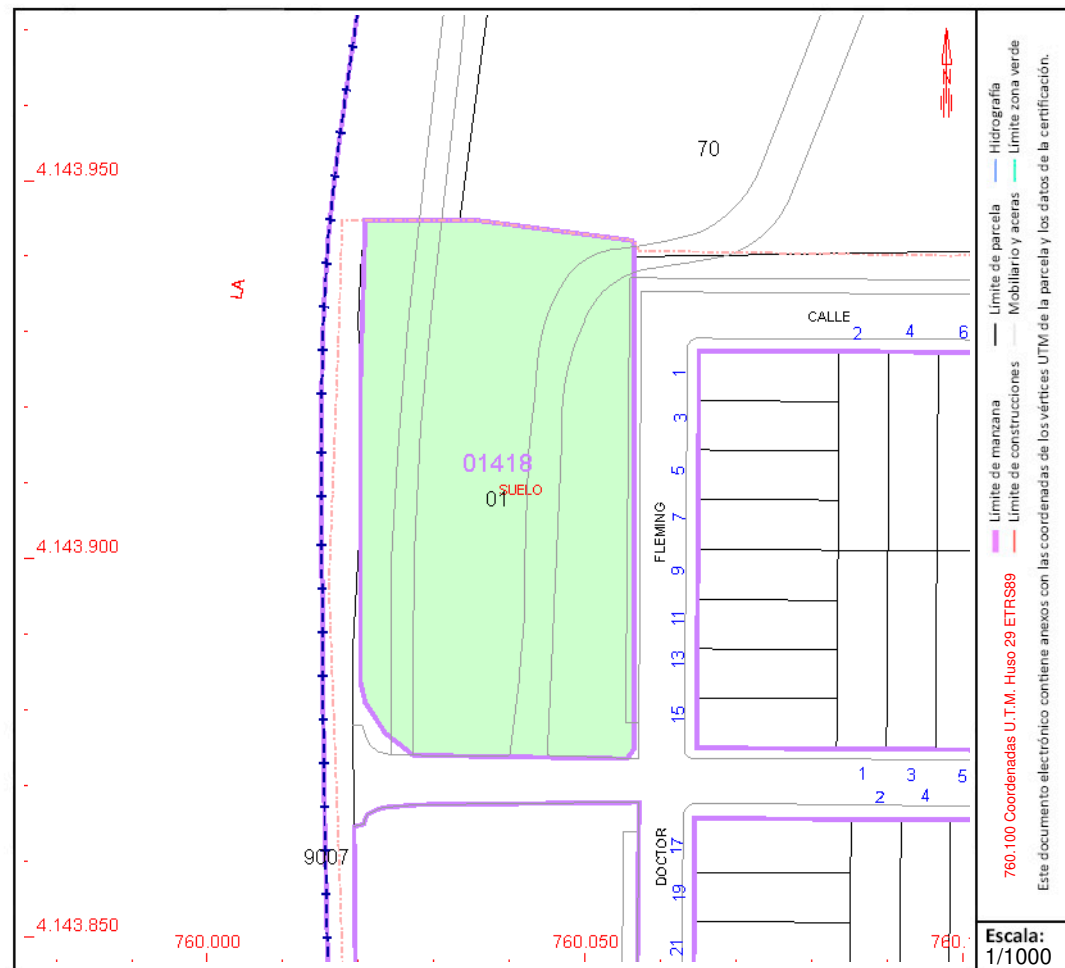 N
4.143.950
70
LA
CALLE
2 4 6
1
3
01418
SUELO
01
5
7
FLEMING
4.143.900
9
11
13
15
1 3 5
2 4
9007
DOCTOR
17
19
21
4.143.850
760.000
760.050
760.
Límite de manzana
Límite de parcela
Hidrografía
Límite de construcciones
Mobiliario y aceras
Límite zona verde
760.100 Coordenadas U.T.M. Huso 29 ETRS89
Este documento electrónico contiene anexos con las coordenadas de los vértices UTM de la parcela y los datos de la certificación.
Escala:
1/1000